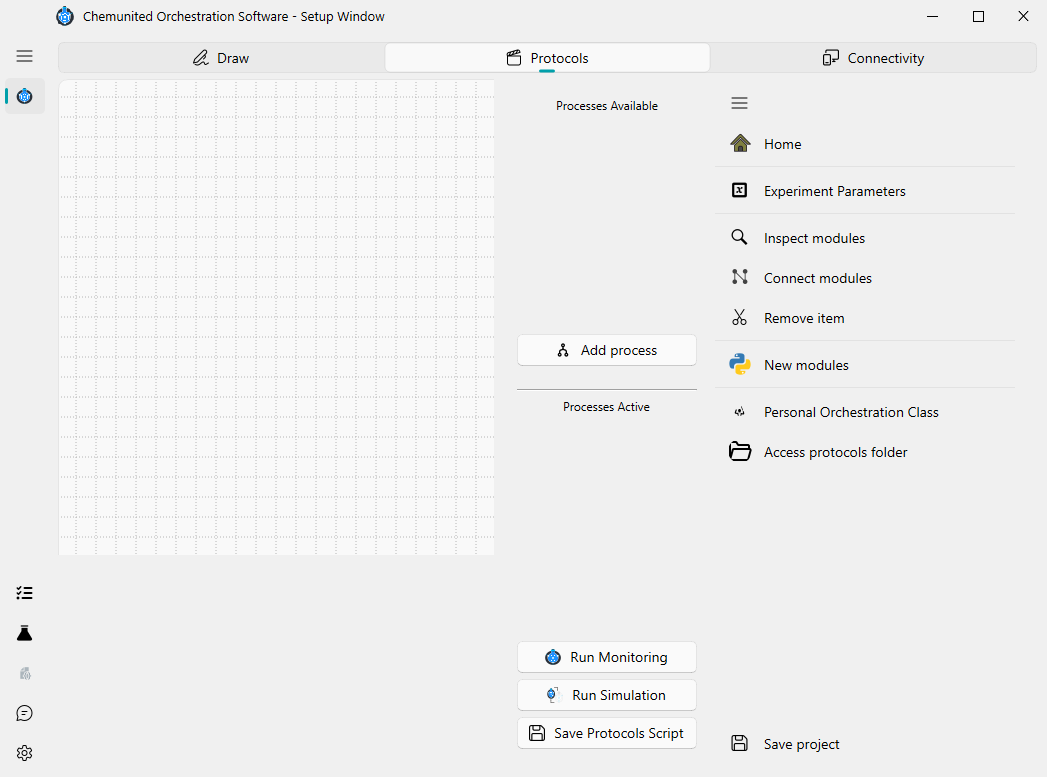 Chemunited Orchestration Software - Setup Window
Draw
Protocols
Connectivity
Processes Available
Add process
Processes Active
Run Monitoring
Run Simulation
Save Protocols Script
Home
Experiment Parameters
Inspect modules
Connect modules
Remove item
New modules
Personal Orchestration Class
Access protocols folder
Save project